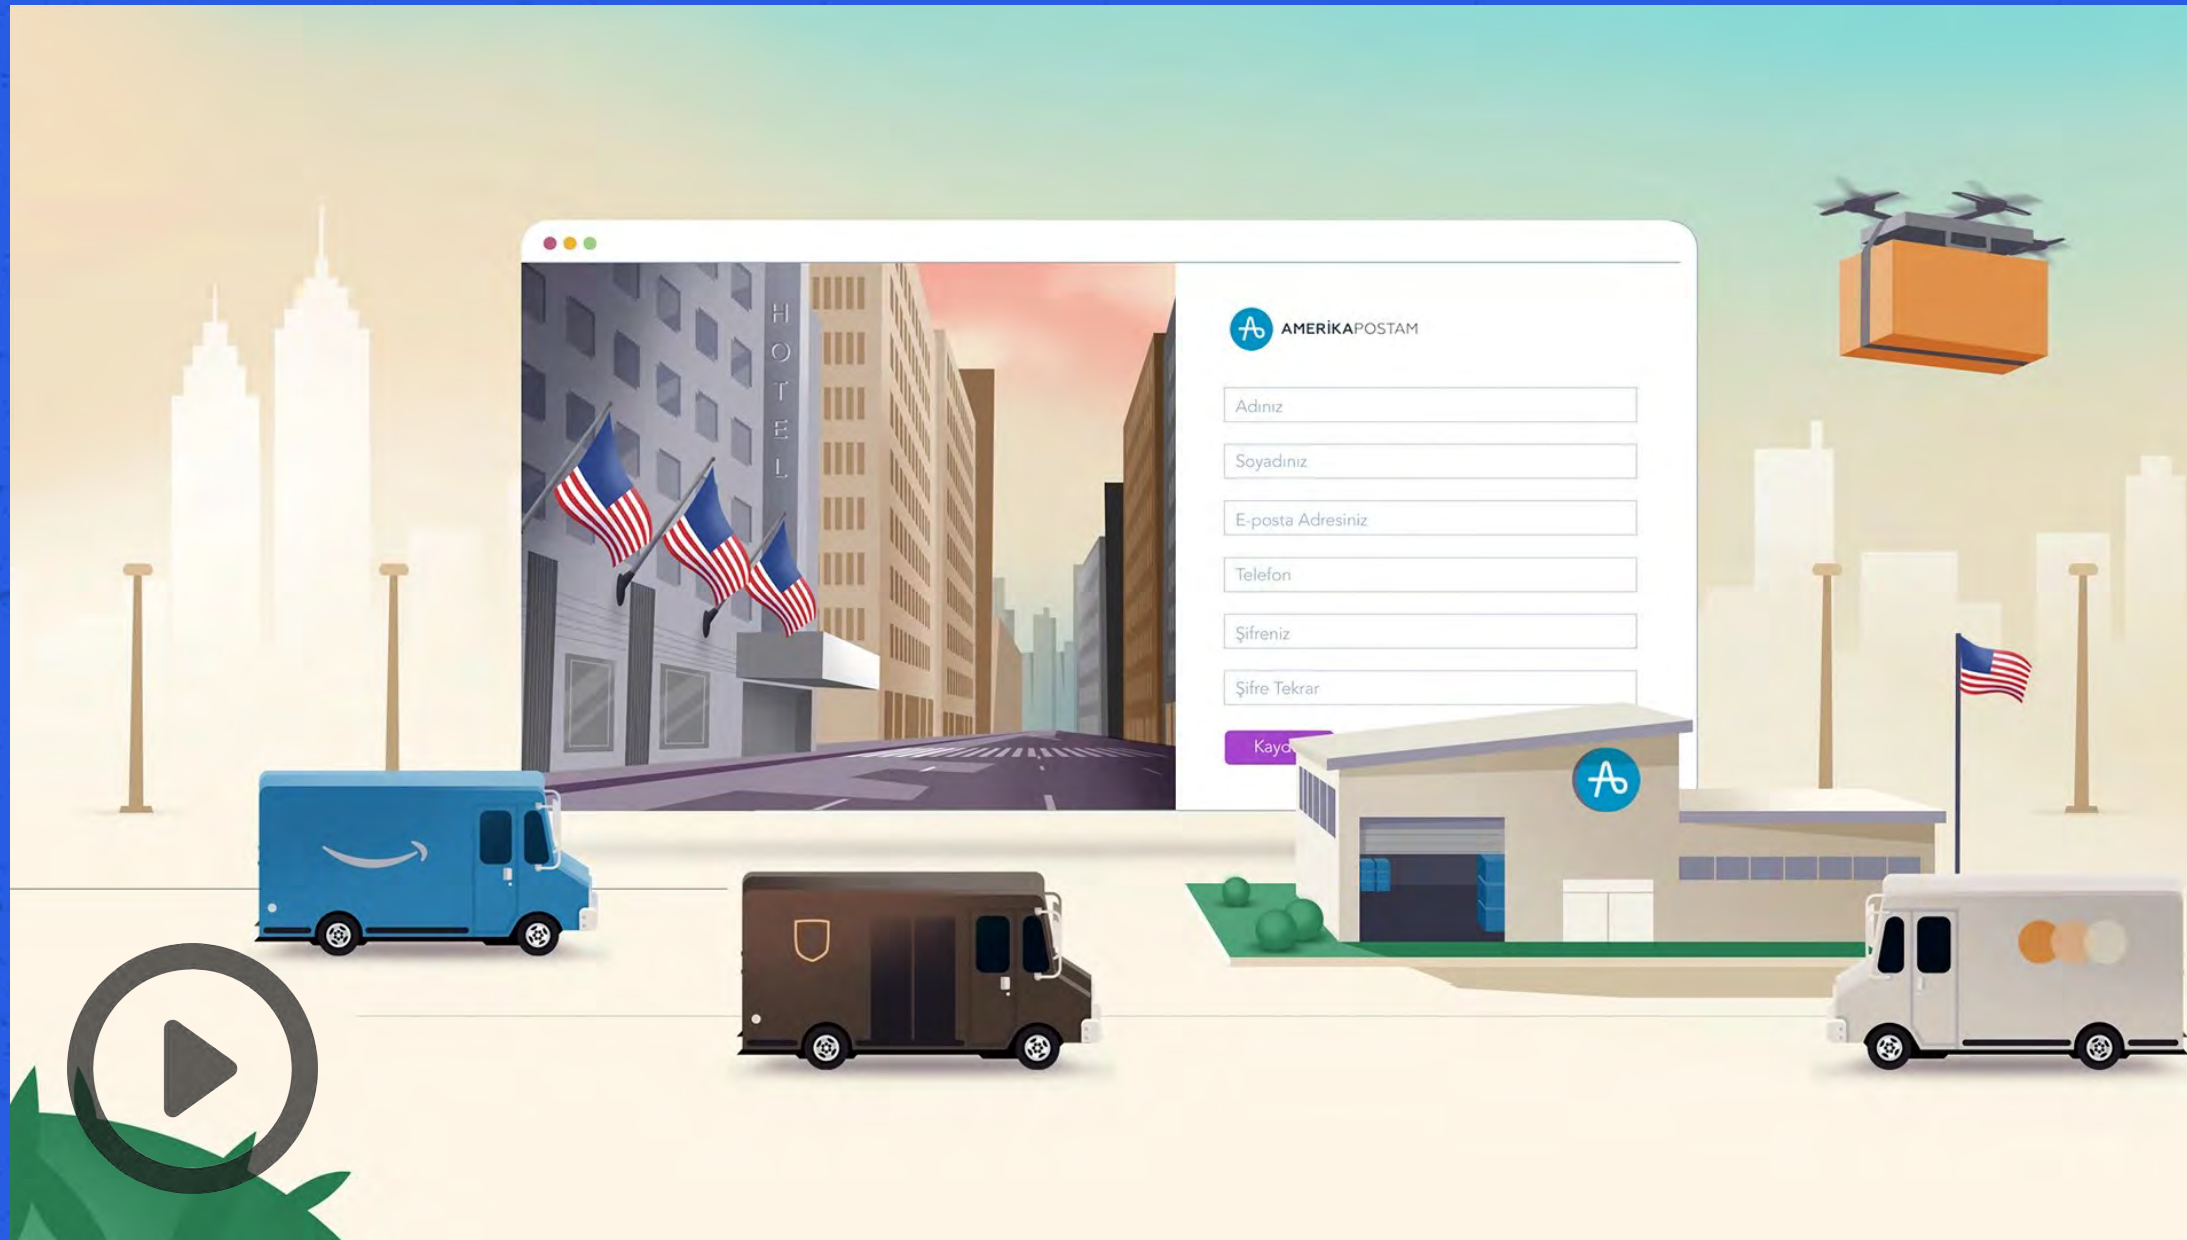 HOTEL
AMERİKAPOSTAM
Adınız
Soyadınız
E-posta Adresiniz
Telefon
Şifreniz
Şifre Tekrar